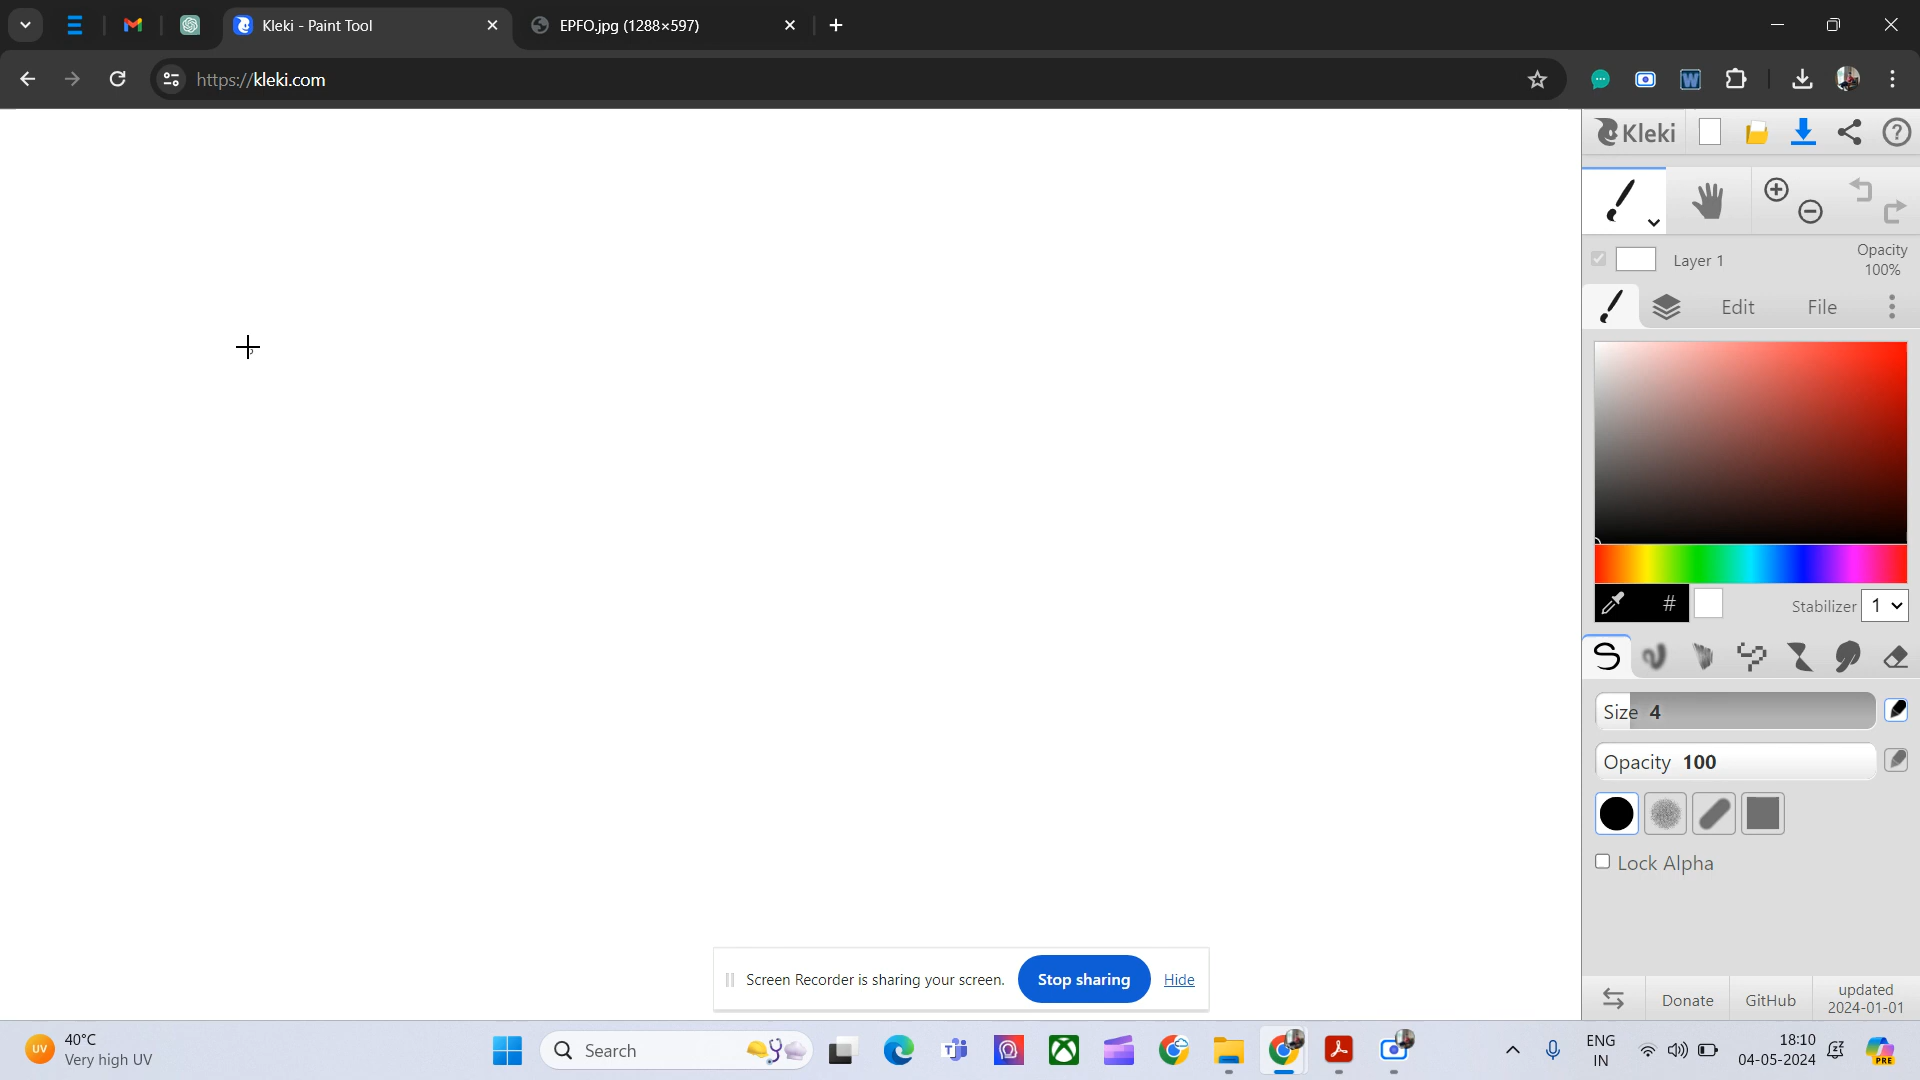 Kleki - Paint Tool
EPFO.jpg (1288×597)
https://kleki.com
Kleki
Layer 1
Opacity
100%
Edit
File
#
Stabilizer
1
Size 4
Opacity 100
Lock Alpha
Screen Recorder is sharing your screen.
Stop sharing
Hide
Donate
GitHub
updated
2024-01-01
UV
40°C
Very high UV
Search
ENG
IN
18:10
04-05-2024
PRE